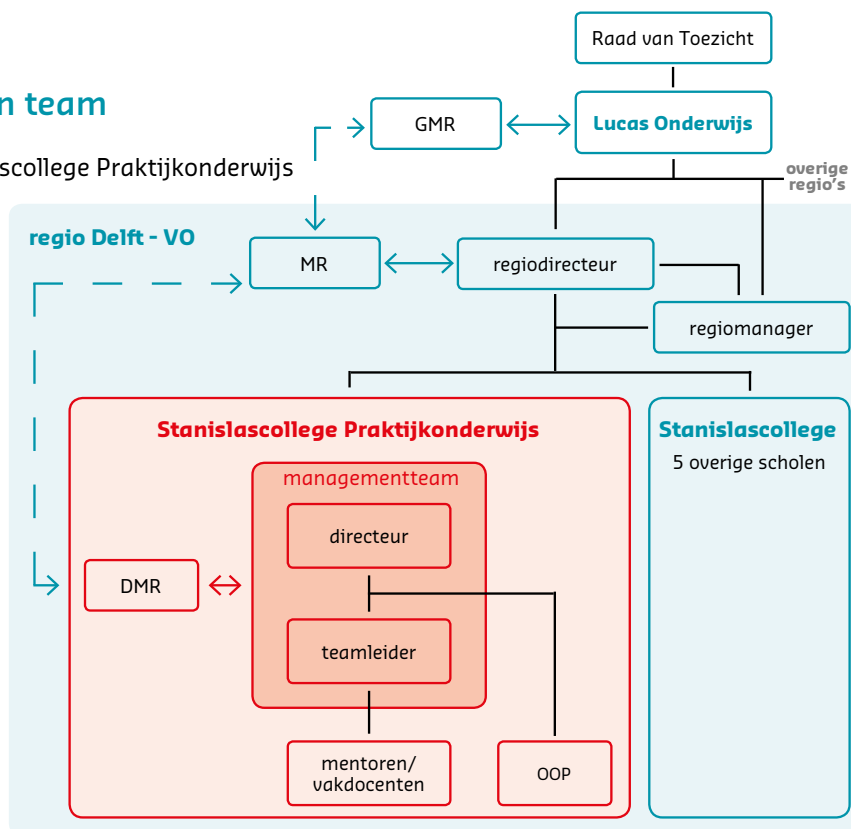 Raad van Toezicht
n team
GMR
Lucas Onderwijs
scollege Praktijkonderwijs
overige
regio's
regio Delft - VO
MR
regiodirecteur
regiomanager
Stanislascollege Praktijkonderwijs
Stanislascollege
5 overige scholen
managementteam
directeur
DMR
teamleider
mentoren/
vakdocenten
OOP